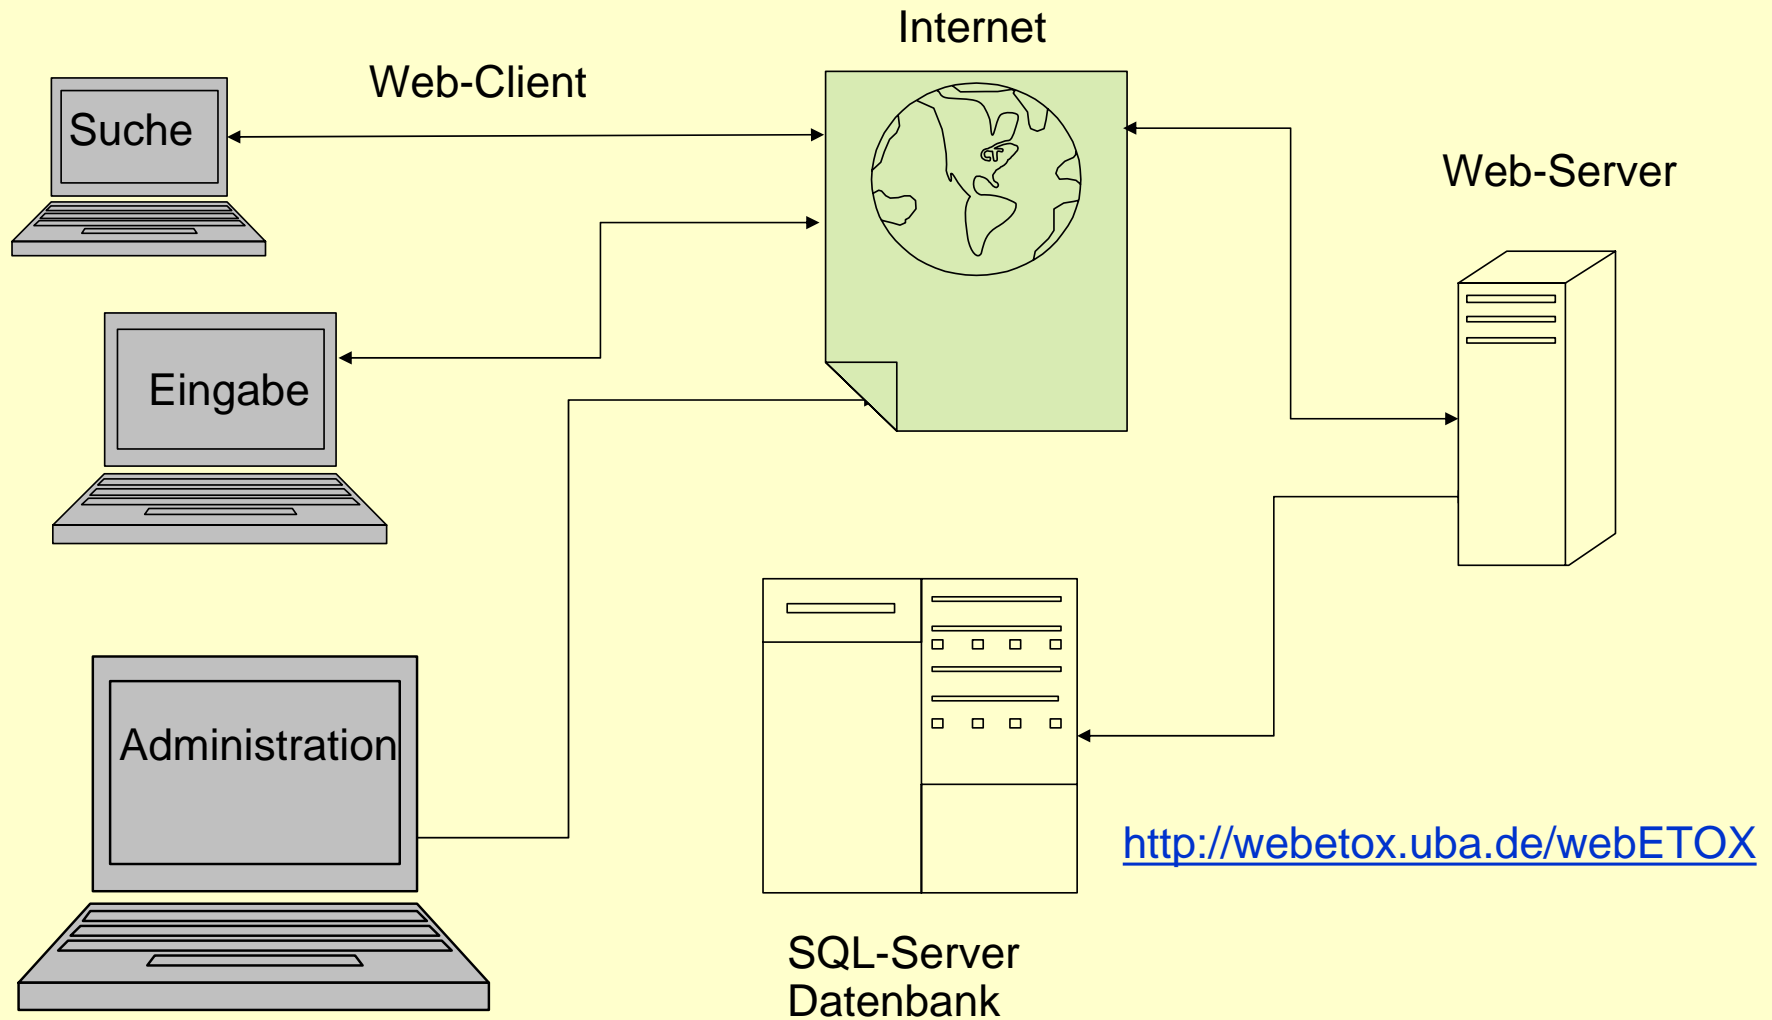 Internet
Web-Client
Suche
Web-Server
Eingabe
Administration
http://webetox.uba.de/webETOX
SQL-Server
Datenbank